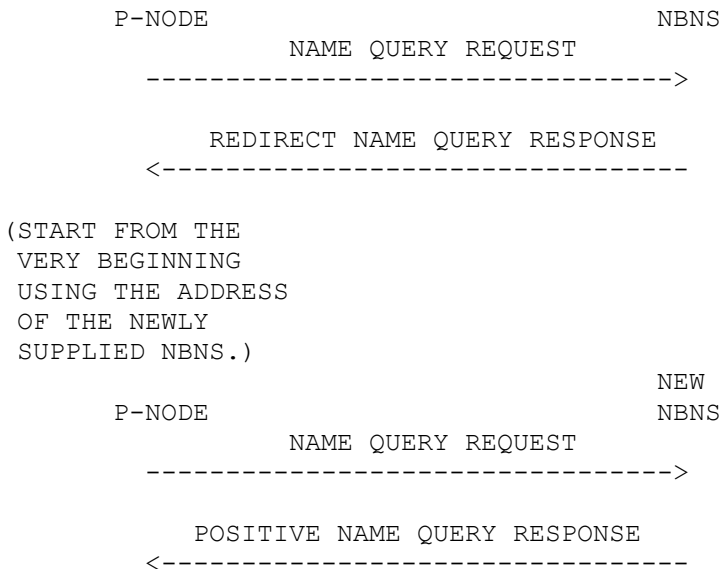 P-NODE NBNS
NAME QUERY REQUEST
--------------------------------->
REDIRECT NAME QUERY RESPONSE
<---------------------------------
(START FROM THE
VERY BEGINNING
USING THE ADDRESS
OF THE NEWLY
SUPPLIED NBNS.)
NEW
P-NODE NBNS
NAME QUERY REQUEST
--------------------------------->
POSITIVE NAME QUERY RESPONSE
<---------------------------------